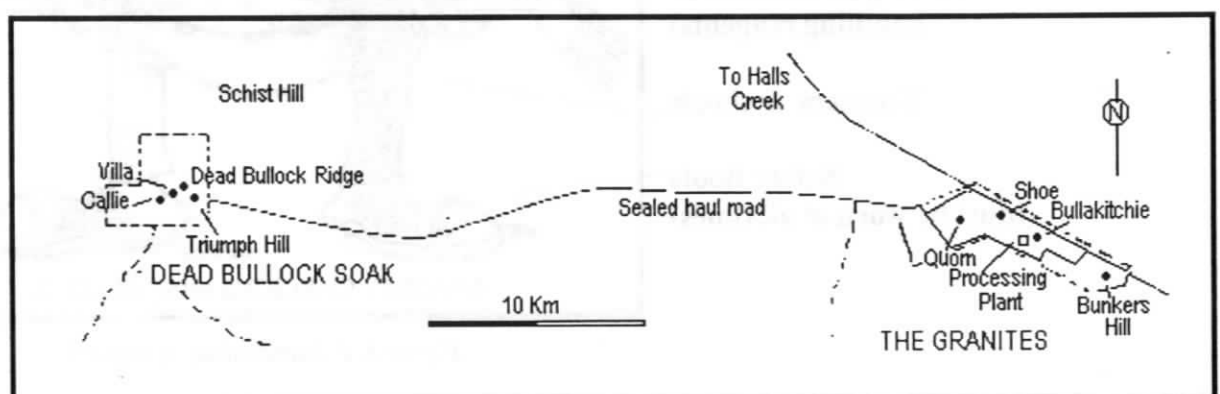 Schist Hill
To Halls
Creek
N
Villa
Dead Bullock Ridge
Callie
Triumph Hill
DEAD BULLOCK SOAK
Sealed haul road
Shoe
Bullakitchie
Quorn
Processing
Plant
Bunkers
Hill
10 Km
THE GRANITES